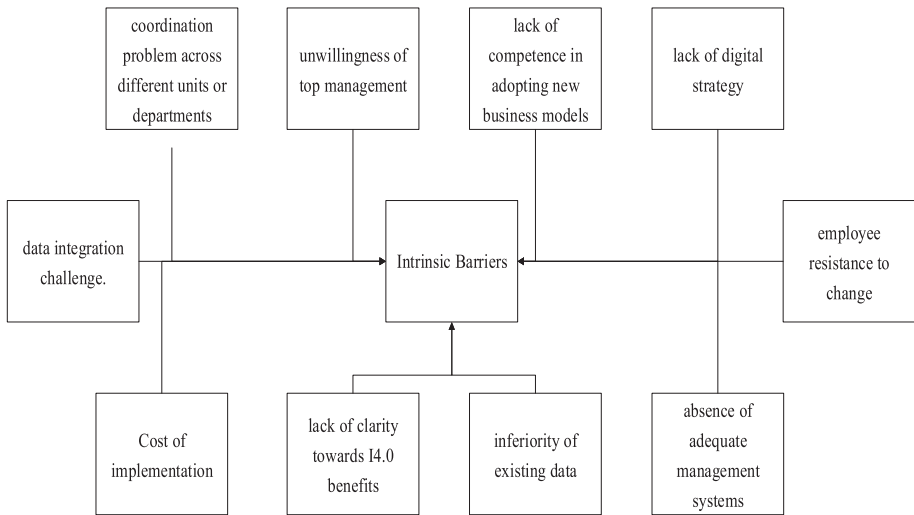 coordination
problem across
different units or
departments
unwillingness of
top management
lack of
competence in
adopting new
business models
lack of digital
strategy
data integration
challenge.
Intrinsic Barriers
employee
resistance to
change
Cost of
implementation
lack of clarity
towards I4.0
benefits
inferiority of
existing data
absence of
adequate
management
systems